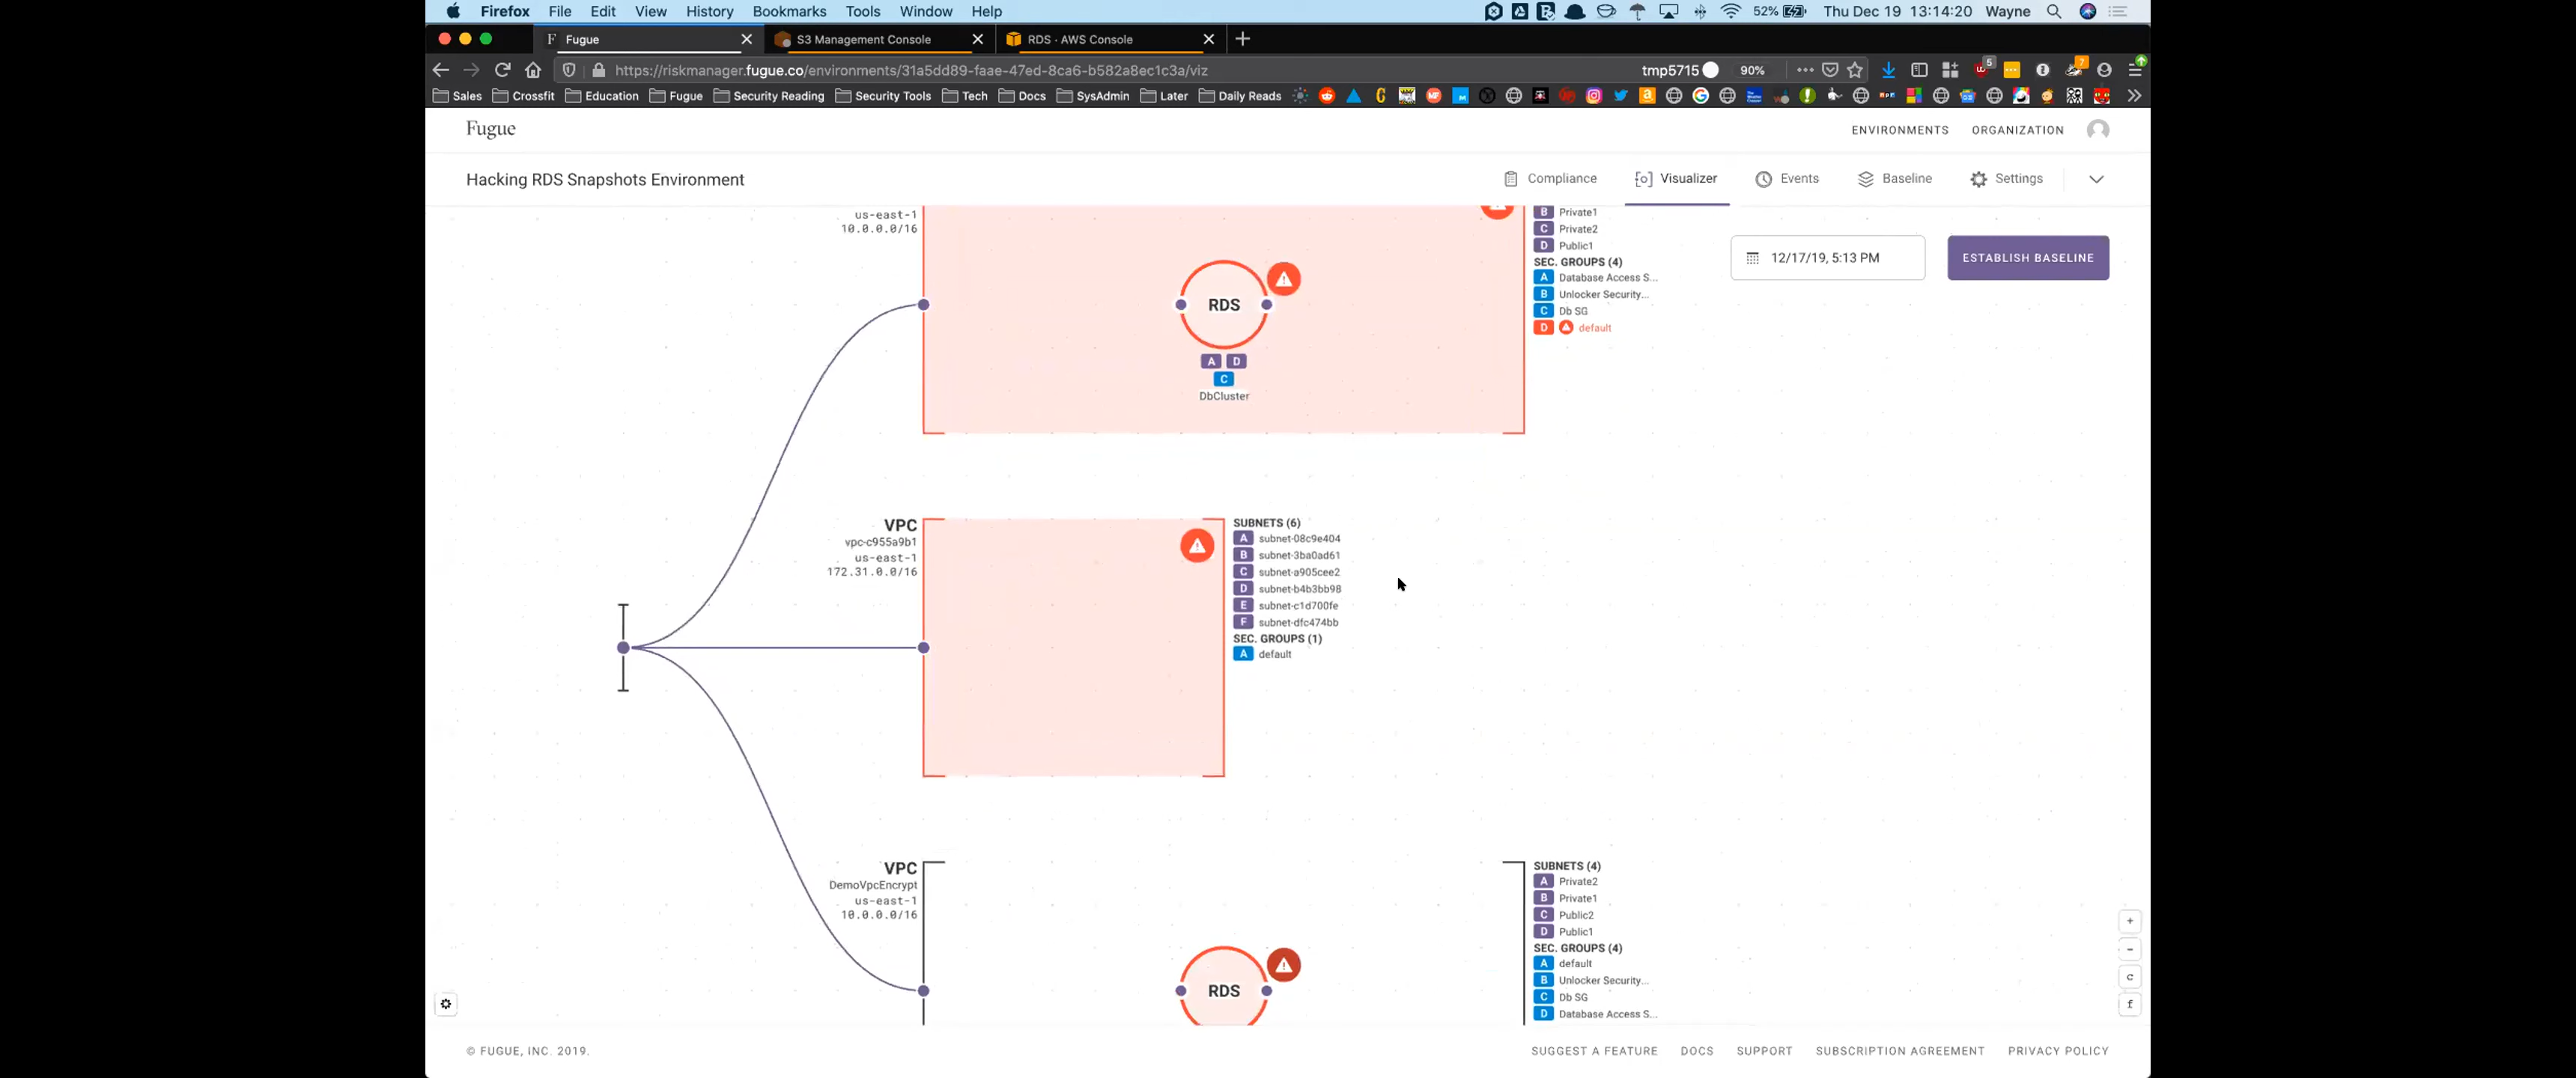 Firefox File Edit View History Bookmarks Tools Window Help 52% Thu Dec 19 13:14:20 Wayne
F Fugue S3 Management Console RDS · AWS Console
https://riskmanager.fugue.co/environments/31a5dd89-faae-47ed-8ca6-b582a8ec1c3a/viz tmp5715 90% 5 7
Sales Crossfit Education Fugue Security Reading Security Tools Tech Docs SysAdmin Later Daily Reads
Fugue ENVIRONMENTS ORGANIZATION
Hacking RDS Snapshots Environment Compliance Visualizer Events Baseline Settings
us-east-1
10.0.0.0/16
RDS
A D
C
DbCluster
B Private1
C Private2
D Public1
SEC. GROUPS (4)
A Database Access S...
B Unlocker Security...
C Db SG
D default
12/17/19, 5:13 PM ESTABLISH BASELINE
VPC
vpc-c955a9b1
us-east-1
172.31.0.0/16
SUBNETS (6)
A subnet-08c9e404
B subnet-3ba0ad61
C subnet-a905cee2
D subnet-b4b3bb98
E subnet-c1d700fe
F subnet-dfc474bb
SEC. GROUPS (1)
A default
VPC
DemoVpcEncrypt
us-east-1
10.0.0.0/16
RDS
SUBNETS (4)
A Private2
B Private1
C Public2
D Public1
SEC. GROUPS (4)
A default
B Unlocker Security...
C Db SG
D Database Access S...
+
-
c
f
© FUGUE, INC. 2019. SUGGEST A FEATURE DOCS SUPPORT SUBSCRIPTION AGREEMENT PRIVACY POLICY